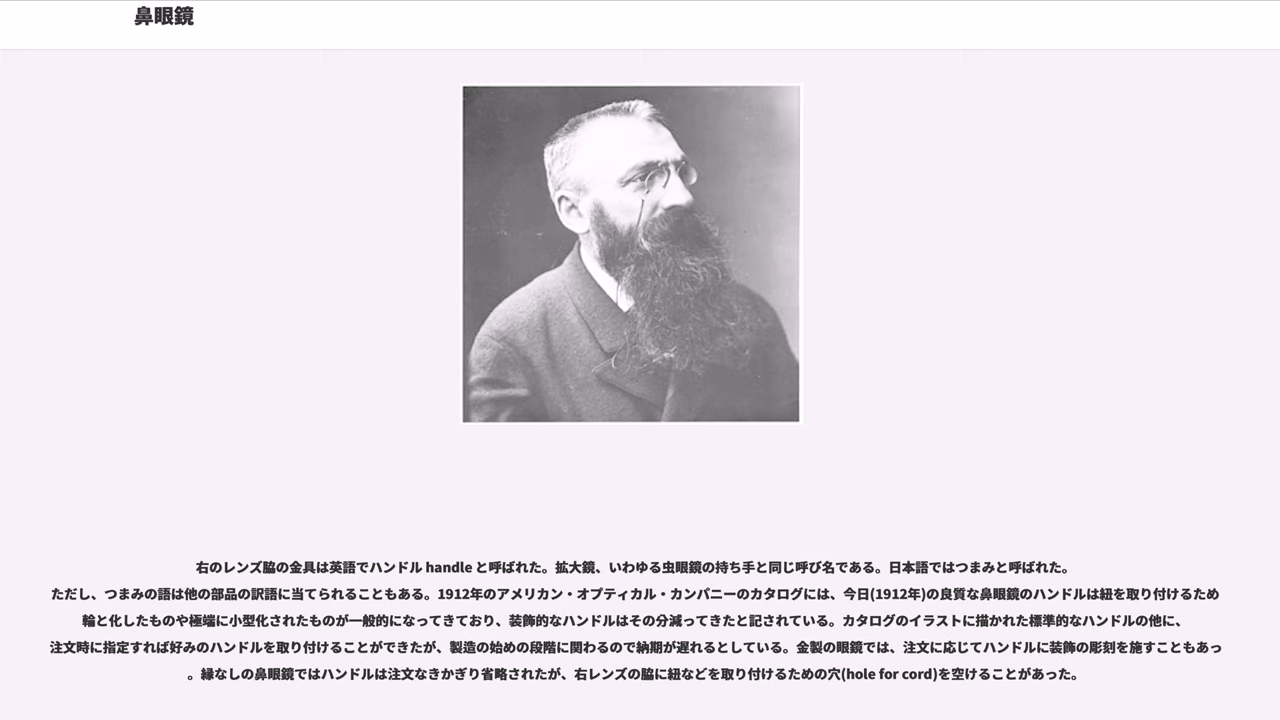 鼻眼鏡
右のレンズ脇の金具は英語でハンドル handle と呼ばれた。拡大鏡、いわゆる虫眼鏡の持ち手と同じ呼び名である。日本語ではつまみと呼ばれた。
ただし、つまみの語は他の部品の訳語に当てられることもある。1912年のアメリカン・オプティカル・カンパニーのカタログには、今日(1912年)の良質な鼻眼鏡のハンドルは紐を取り付けるため
輪と化したものや極端に小型化されたものが一般的になってきており、装飾的なハンドルはその分減ってきたと記されている。カタログのイラストに描かれた標準的なハンドルの他に、
注文時に指定すれば好みのハンドルを取り付けることができたが、製造の始めの段階に関わるので納期が遅れるとしている。金製の眼鏡では、注文に応じてハンドルに装飾の彫刻を施すこともあっ
。縁なしの鼻眼鏡ではハンドルは注文なきかぎり省略されたが、右レンズの脇に紐などを取り付けるための穴(hole for cord)を空けることがあった。